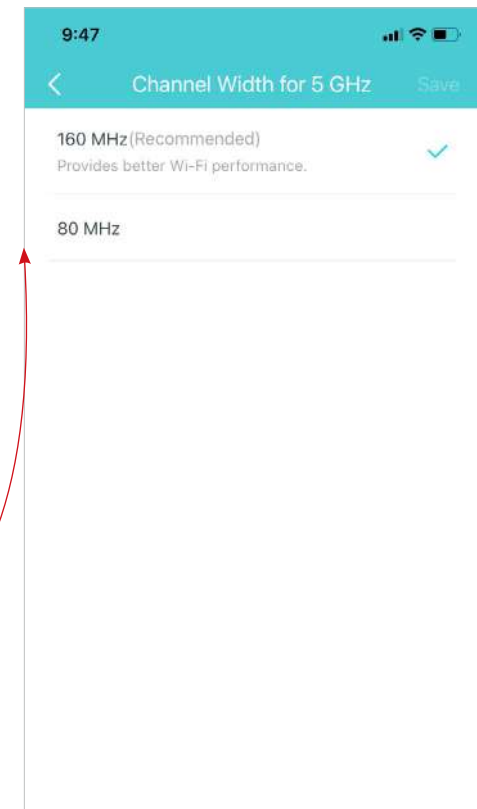 9:47
Channel Width for 5 GHz Save
160 MHz(Recommended)
Provides better Wi-Fi performance.
80 MHz